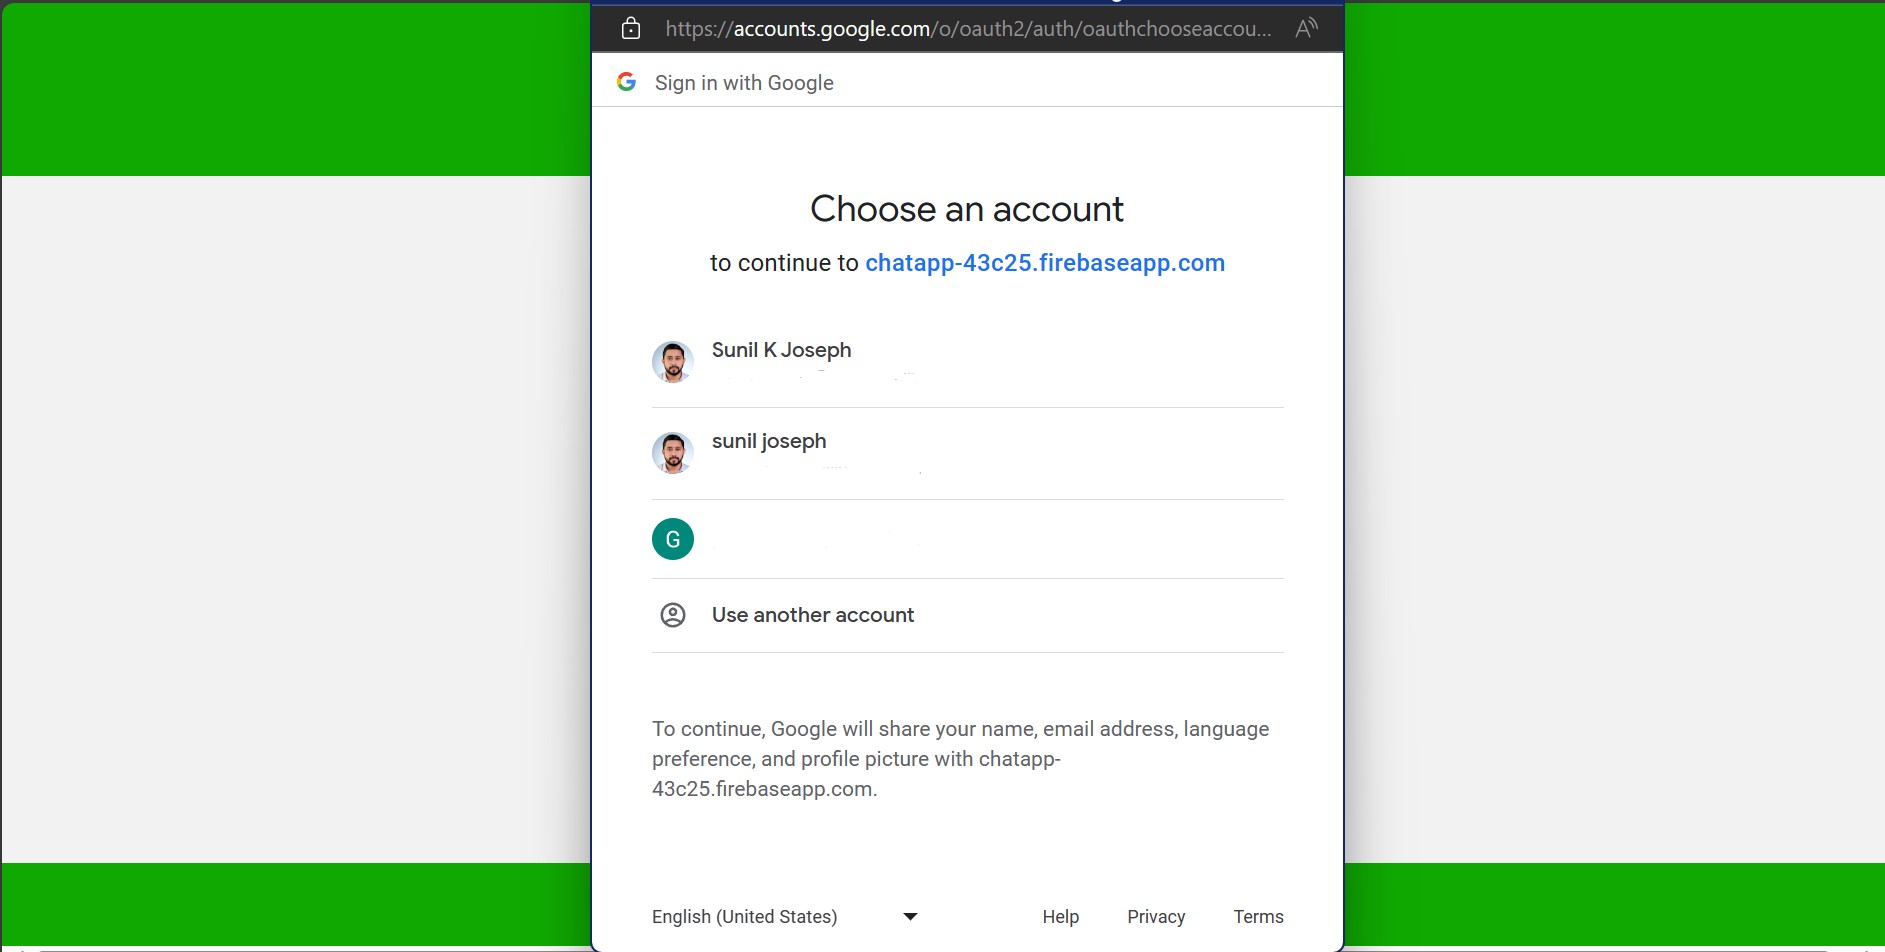 https://accounts.google.com/o/oauth2/auth/oauthchooseaccou...
Sign in with Google
Choose an account
to continue to chatapp-43c25.firebaseapp.com
Sunil K Joseph
sunil joseph
G
Use another account
To continue, Google will share your name, email address, language
preference, and profile picture with chatapp-
43c25.firebaseapp.com.
English (United States) Help Privacy Terms